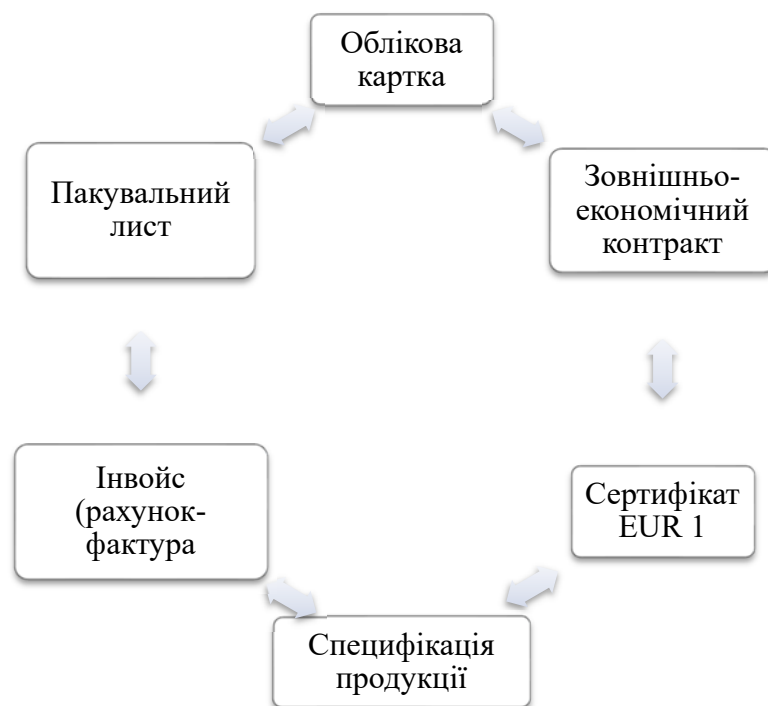 Облікова
картка
Пакувальний
лист
Зовнішньо-
економічний
контракт
Інвойс
(рахунок-
фактура
Сертифікат
EUR 1
Специфікація
продукції